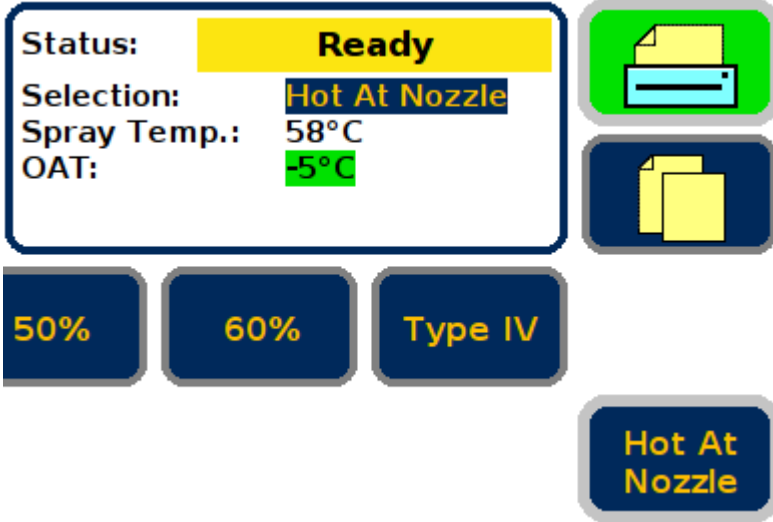 Status: Ready
Selection: Hot At Nozzle
Spray Temp.: 58°C
OAT: -5°C
50% 60% Type IV
Hot At
Nozzle